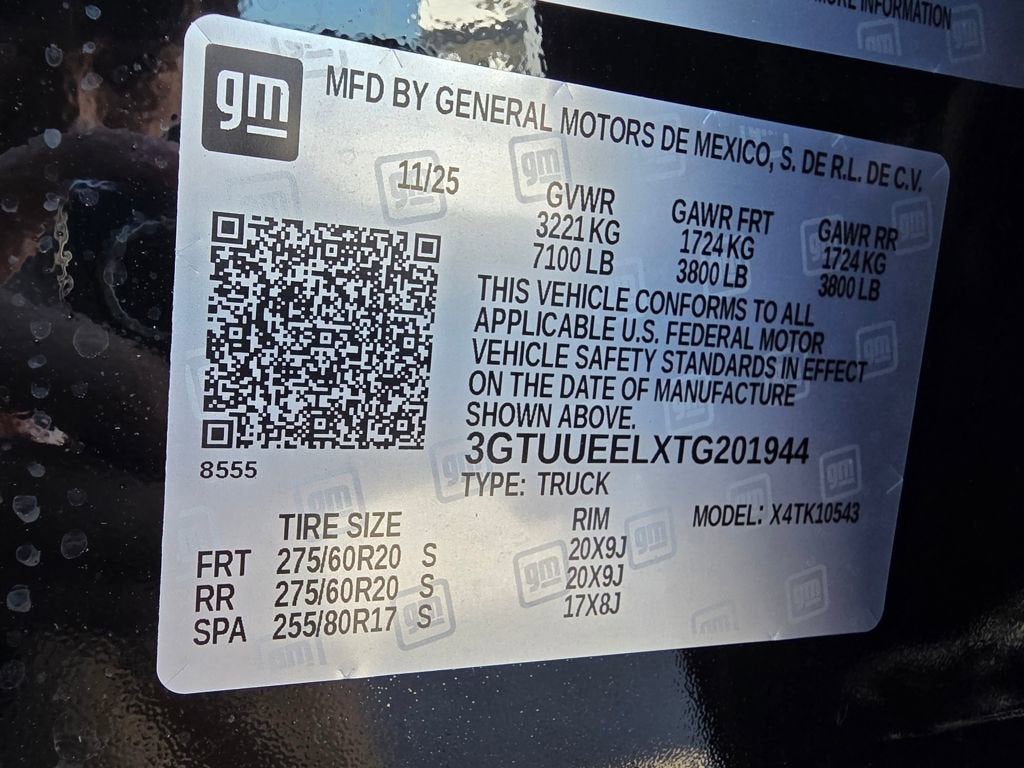 MORE INFORMATION
gm
MFD BY GENERAL MOTORS DE MEXICO, S. DE R.L. DE C.V.
11/25
GVWR GAWR FRT GAWR RR
3221 KG 1724 KG 1724 KG
7100 LB 3800 LB 3800 LB
THIS VEHICLE CONFORMS TO ALL
APPLICABLE U.S. FEDERAL MOTOR
VEHICLE SAFETY STANDARDS IN EFFECT
ON THE DATE OF MANUFACTURE
SHOWN ABOVE.
3GTUUEELXTG201944
8555
TYPE: TRUCK
MODEL: X4TK10543
TIRE SIZE RIM
FRT 275/60R20 S 20X9J
RR 275/60R20 S 20X9J
SPA 255/80R17 S 17X8J